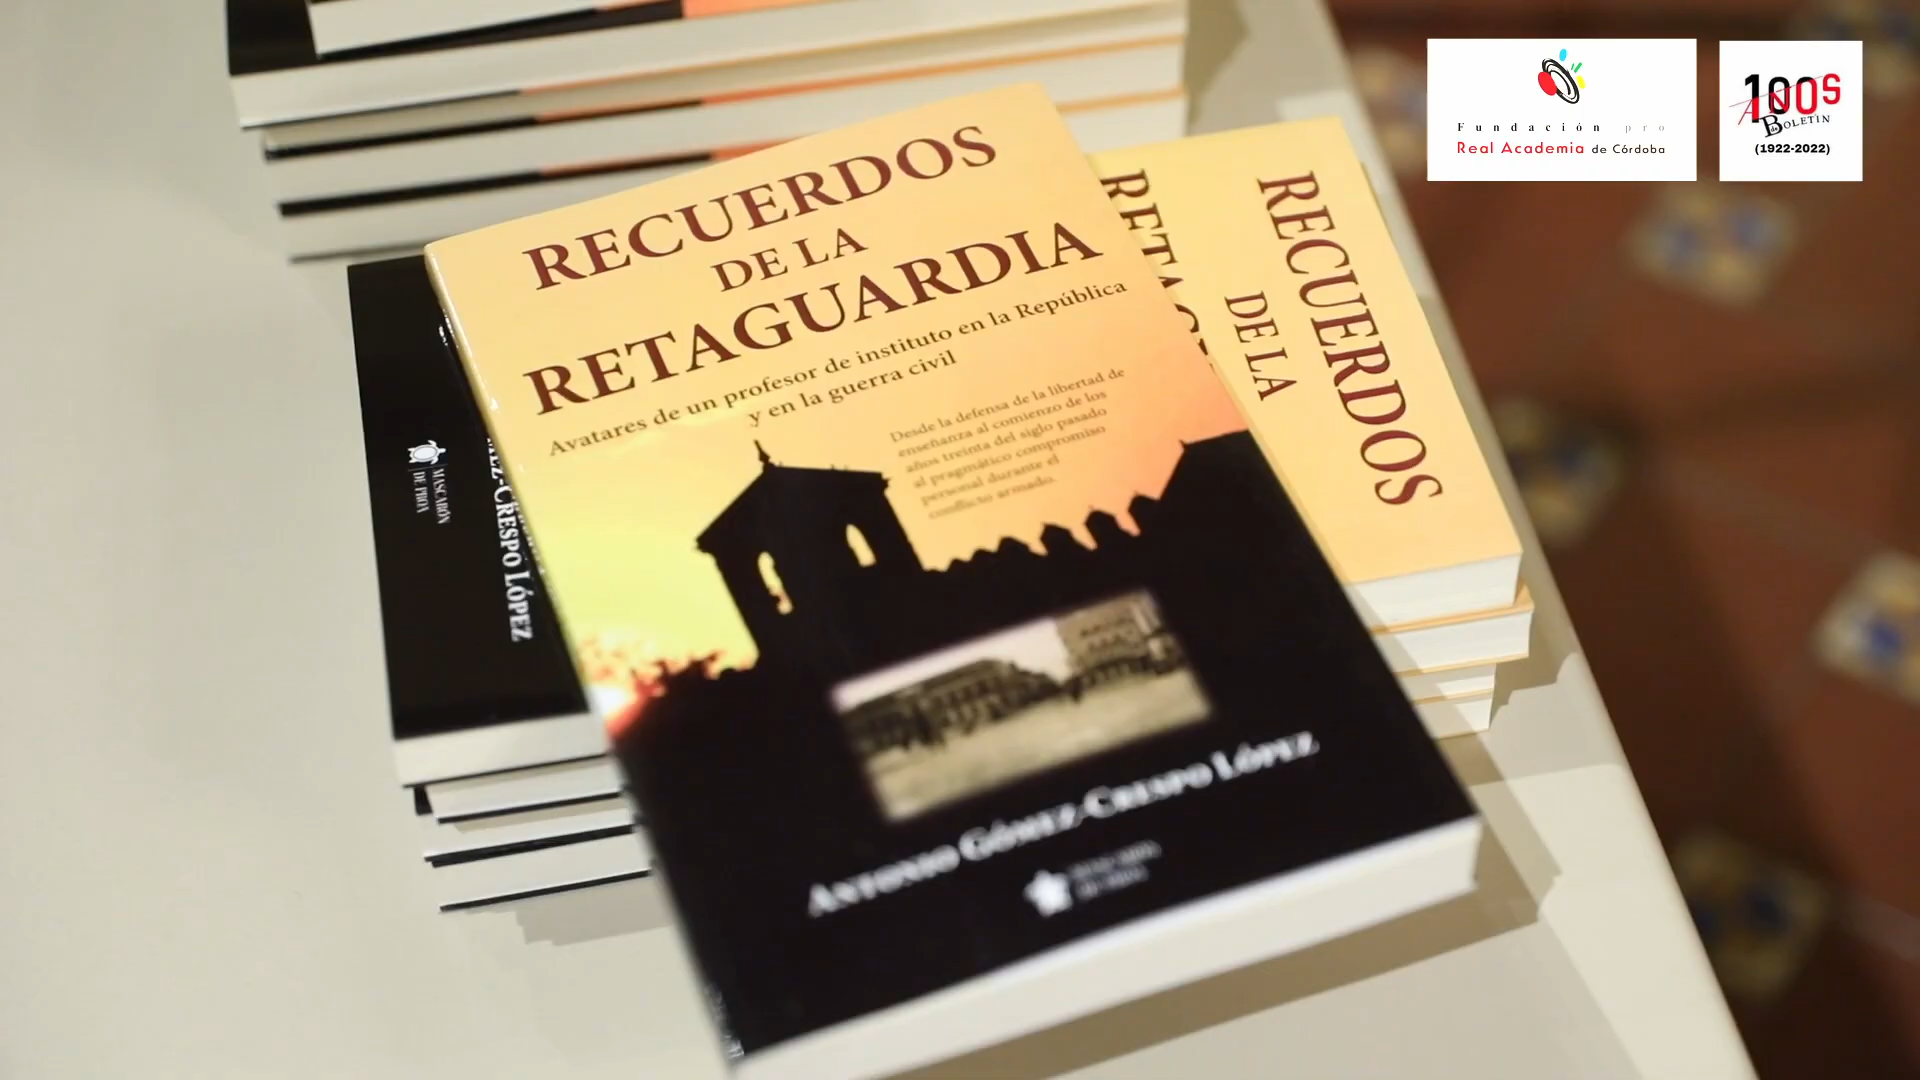 RECUERDOS
DE LA
RETAGUARDIA
Avatares de un profesor de instituto en la República
y en la guerra civil
Desde la defensa de la libertad de
enseñanza al comienzo de los
años treinta del siglo pasado
al pragmático compromiso
personal durante el
conflicto armado.
ANTONIO GÓMEZ-CRESPO LÓPEZ
RECUERDOS
DE LA
MASCARÓN
DE PROA
CRESPO LÓPEZ
Fundación pro
Real Academia de Córdoba
100
AÑOS
de
BOLETÍN
(1922-2022)